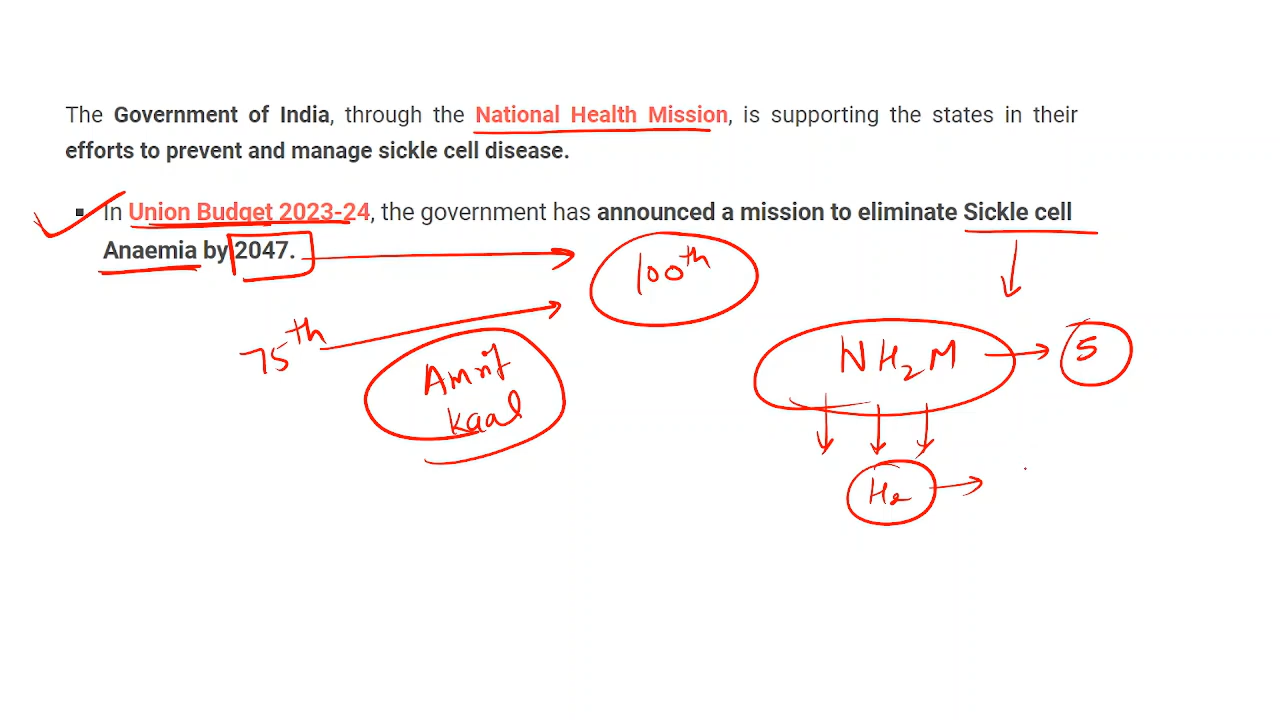 The Government of India, through the National Health Mission, is supporting the states in their
efforts to prevent and manage sickle cell disease.
In Union Budget 2023-24, the government has announced a mission to eliminate Sickle cell
Anaemia by 2047.
100th
75th
Amrit
Kaal
NH2M
5
H2